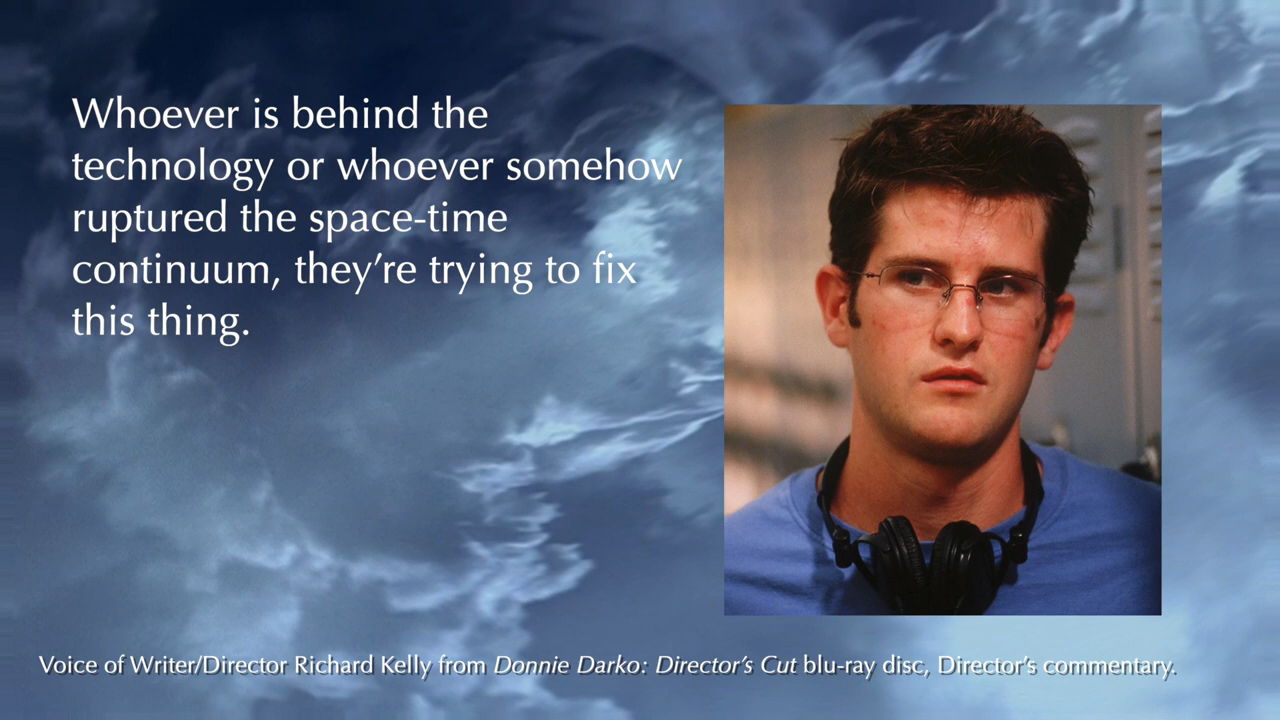 Whoever is behind the
technology or whoever somehow
ruptured the space-time
continuum, they’re trying to fix
this thing.
Voice of Writer/Director Richard Kelly from Donnie Darko: Director’s Cut blu-ray disc, Director’s commentary.